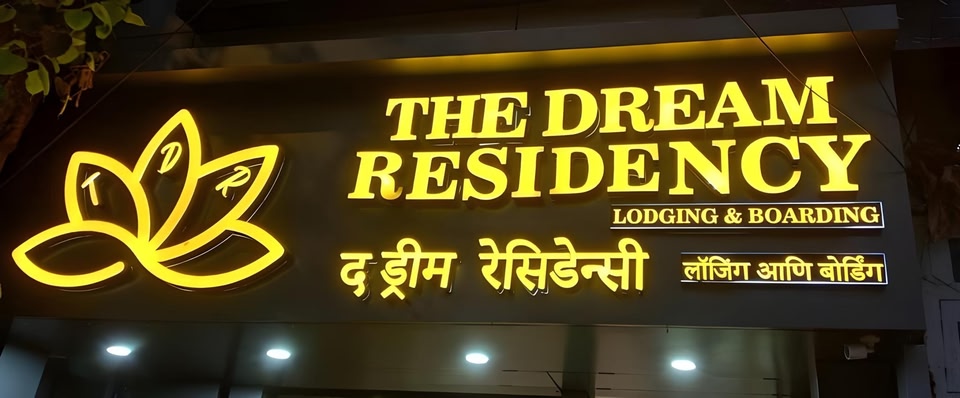 T D R
THE DREAM
RESIDENCY
LODGING & BOARDING
द ड्रीम रेसिडेन्सी
लॉजिंग आणि बोर्डिंग